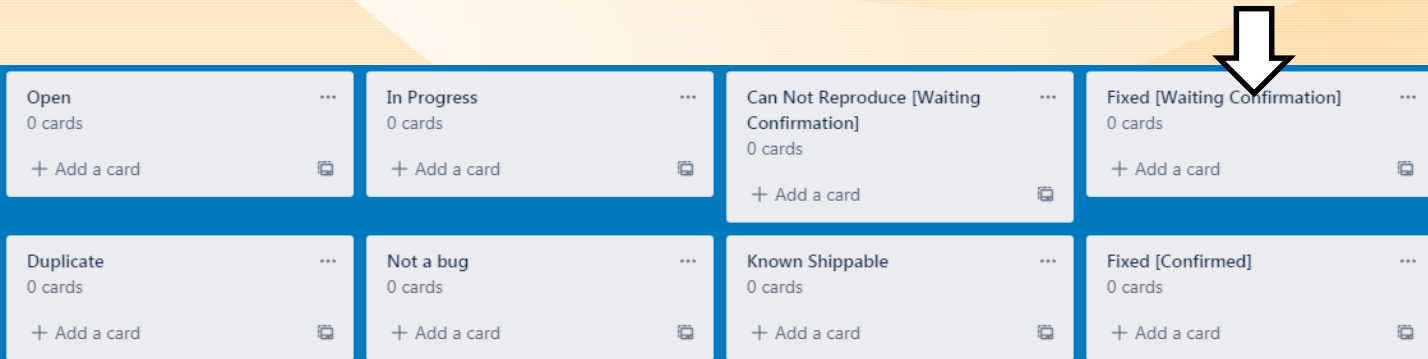 Open
0 cards
+ Add a card
In Progress
0 cards
+ Add a card
Can Not Reproduce [Waiting
Confirmation]
0 cards
+ Add a card
Fixed [Waiting Confirmation]
0 cards
+ Add a card
Duplicate
0 cards
+ Add a card
Not a bug
0 cards
+ Add a card
Known Shippable
0 cards
+ Add a card
Fixed [Confirmed]
0 cards
+ Add a card